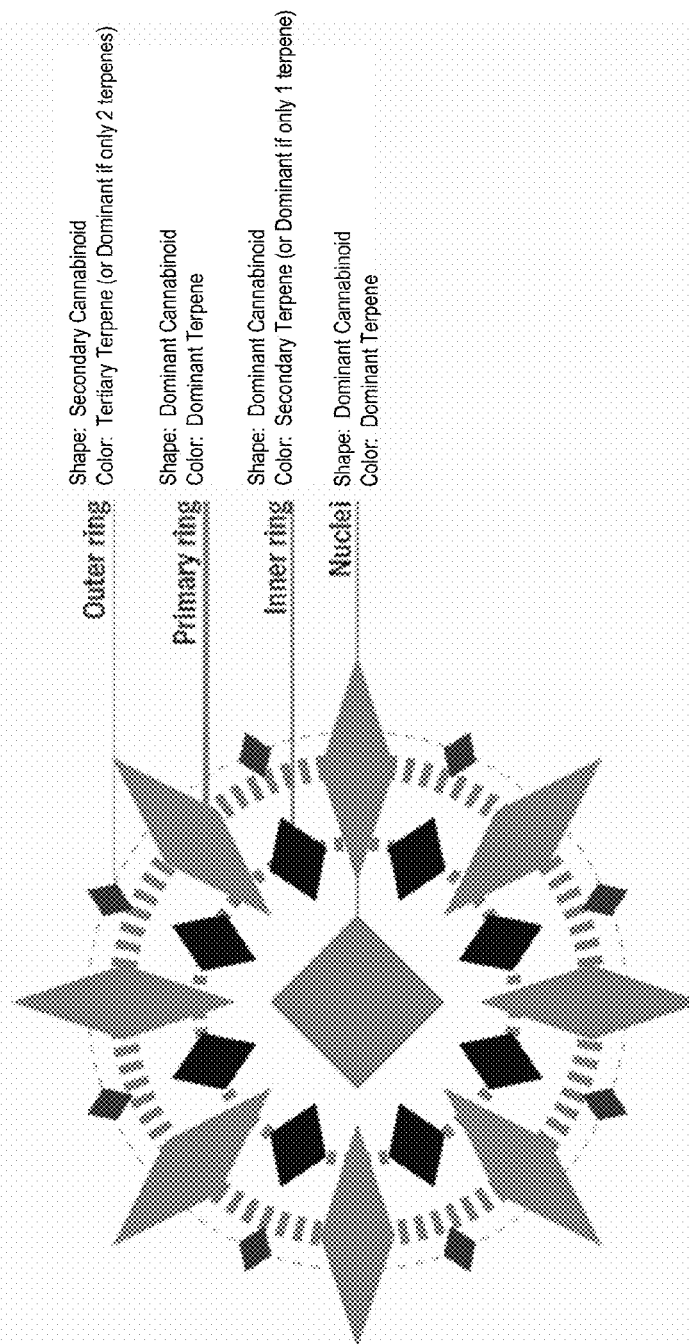 Outer ring
Shape: Secondary Cannabinoid
Color: Tertiary Terpene (or Dominant if only 2 terpenes)
Primary ring
Shape: Dominant Cannabinoid
Color: Dominant Terpene
Inner ring
Shape: Dominant Cannabinoid
Color: Secondary Terpene (or Dominant if only 1 terpene)
Nuclei
Shape: Dominant Cannabinoid
Color: Dominant Terpene